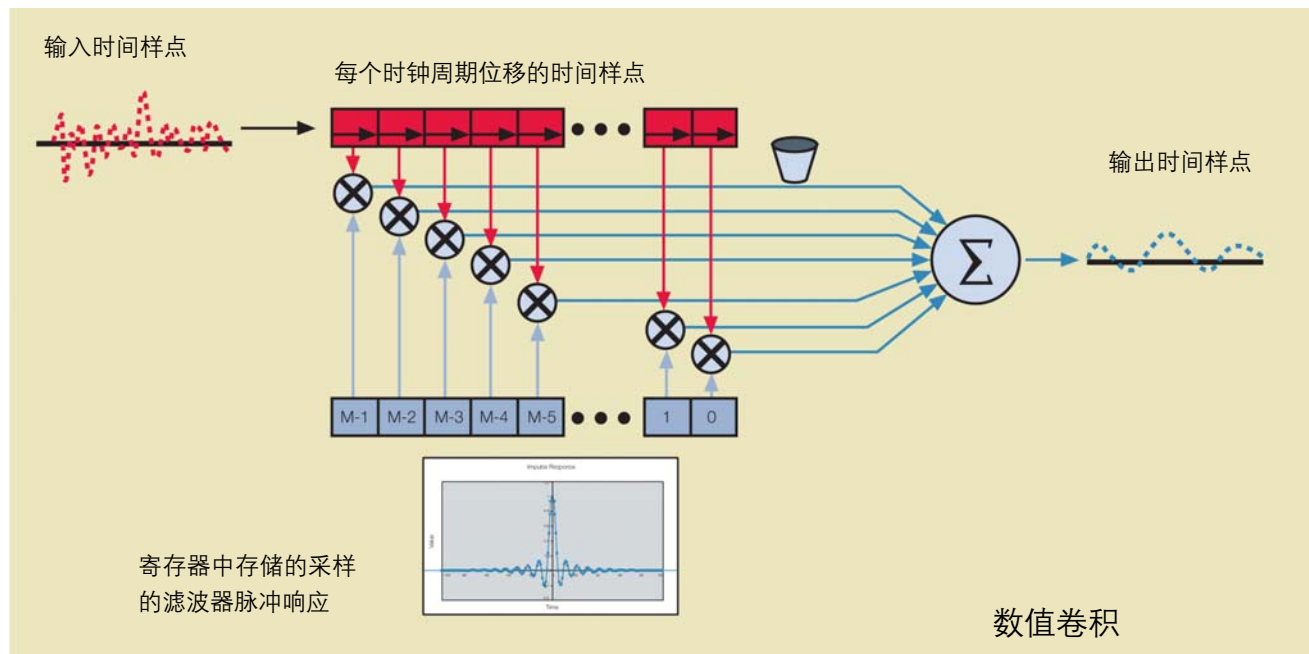 输入时间样点
每个时钟周期位移的时间样点
输出时间样点
Σ
M-1 M-2 M-3 M-4 M-5 1 0
Impulse Response
Value
Time
寄存器中存储的采样
的滤波器脉冲响应
数值卷积